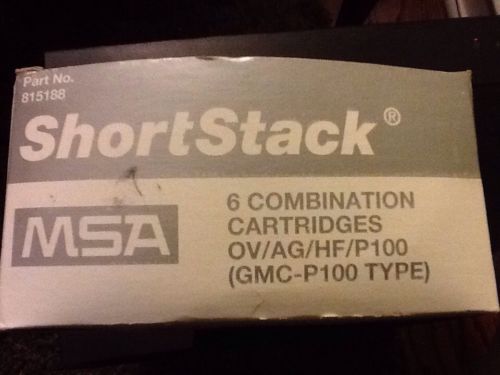 Part No.
815188
ShortStack®
MSA
6 COMBINATION
CARTRIDGES
OV/AG/HF/P100
(GMC-P100 TYPE)